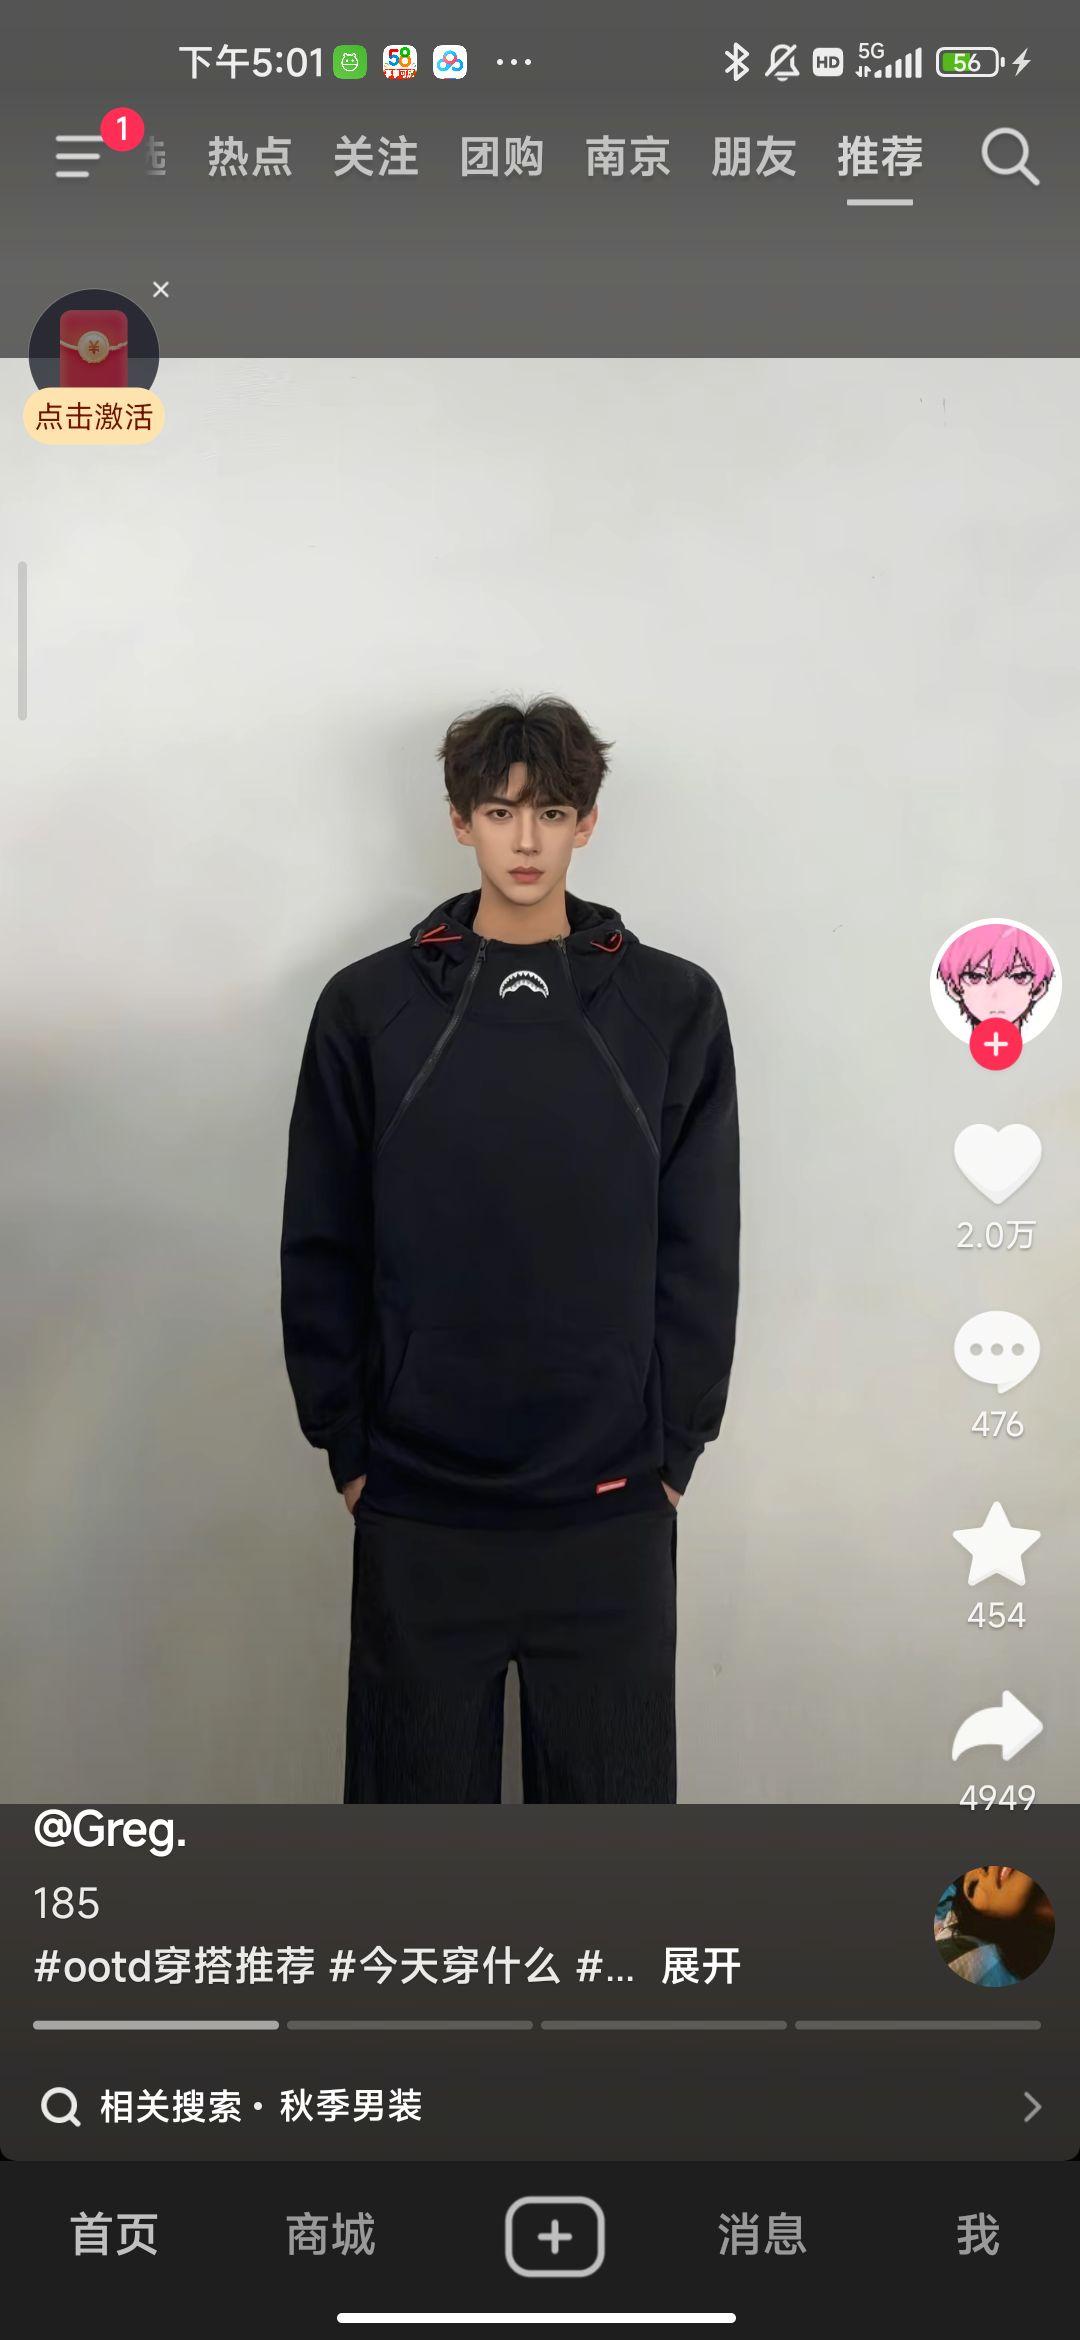 下午5:01
58
HD
5G
56
1
热点 关注 团购 南京 朋友 推荐
点击激活
2.0万
476
454
4949
@Greg.
185
#ootd穿搭推荐 #今天穿什么 #... 展开
相关搜索·秋季男装
首页 商城 消息 我